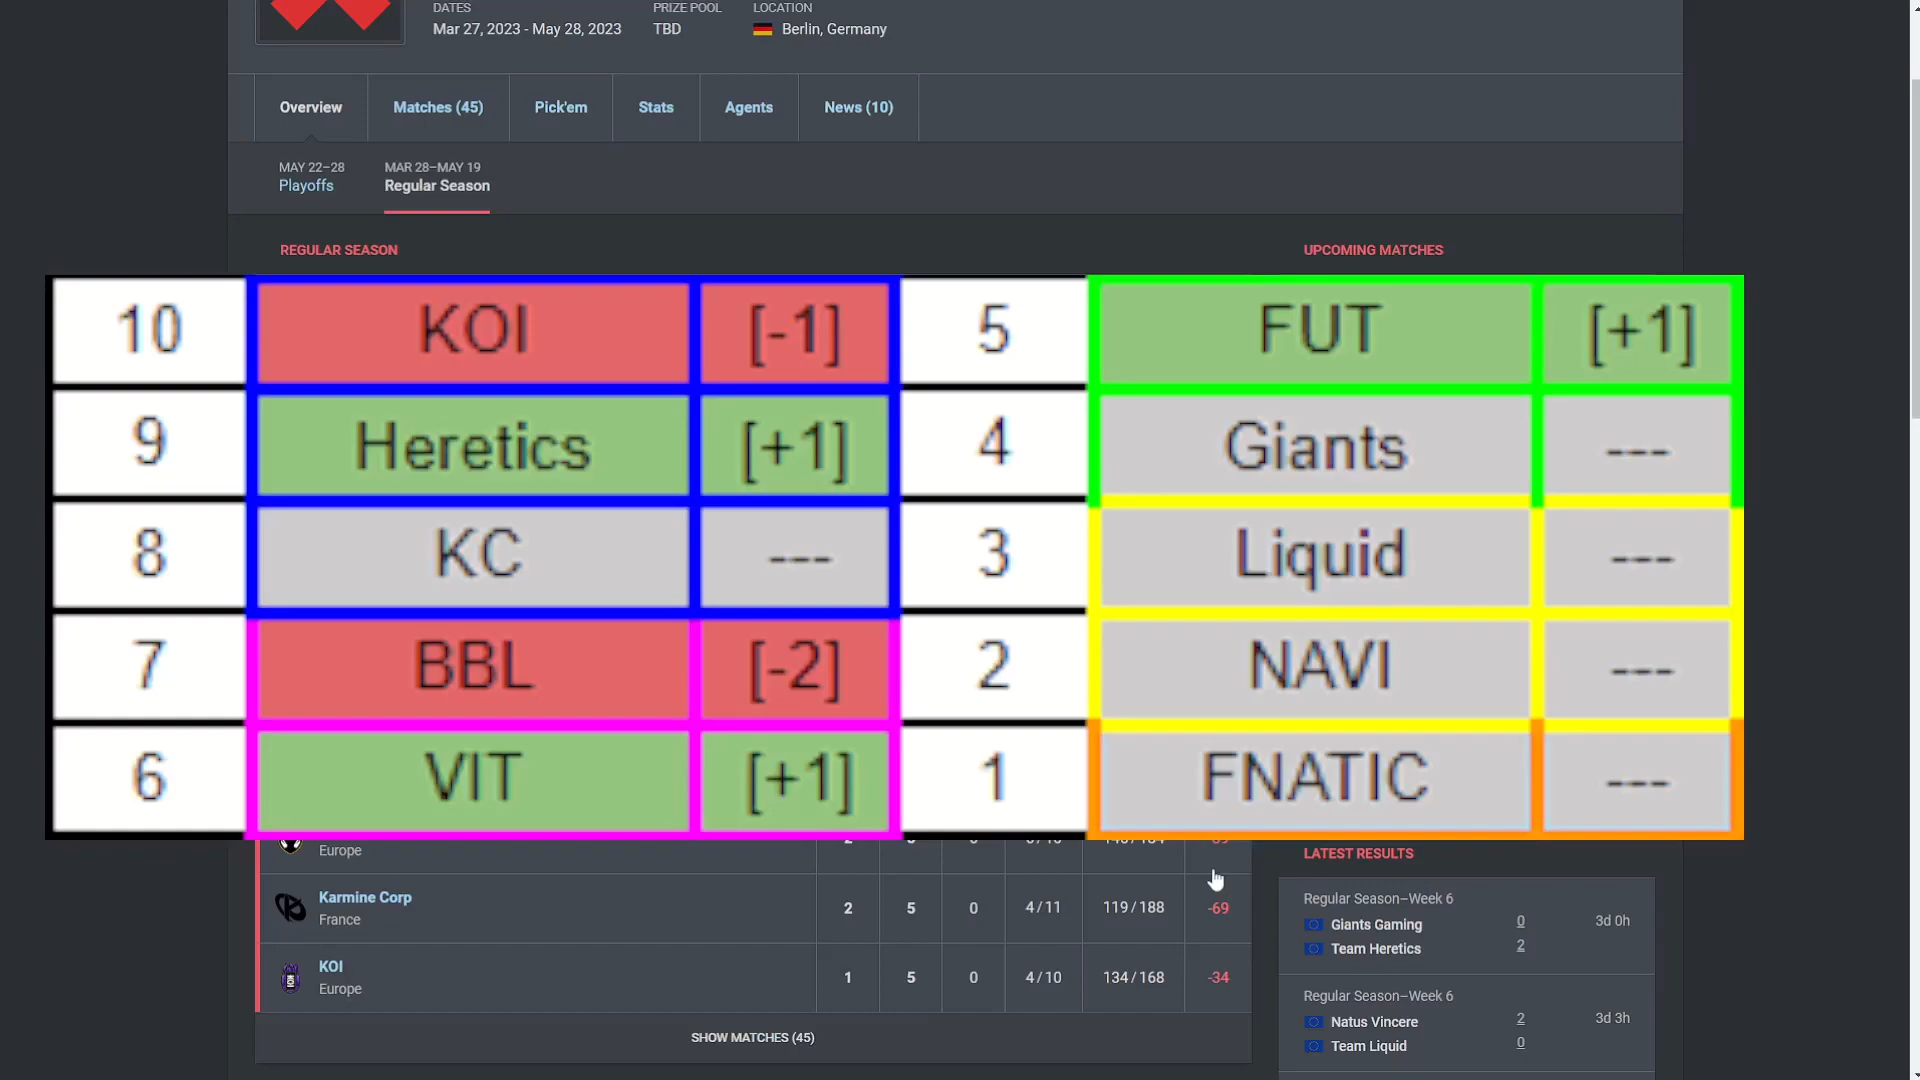 DATES PRIZE POOL LOCATION
Mar 27, 2023 - May 28, 2023 TBD Berlin, Germany
Overview Matches (45) Pick'em Stats Agents News (10)
MAY 22–28 MAR 28–MAY 19
Playoffs Regular Season
REGULAR SEASON UPCOMING MATCHES
10 KOI [-1] 5 FUT [+1]
9 Heretics [+1] 4 Giants ---
8 KC --- 3 Liquid ---
7 BBL [-2] 2 NAVI ---
6 VIT [+1] 1 FNATIC ---
Europe
LATEST RESULTS
Karmine Corp 2 5 0 4/11 119/188 -69
France
KOI 1 5 0 4/10 134/168 -34
Europe
SHOW MATCHES (45)
Regular Season–Week 6
Giants Gaming 0 3d 0h
Team Heretics 2
Regular Season–Week 6
Natus Vincere 2 3d 3h
Team Liquid 0